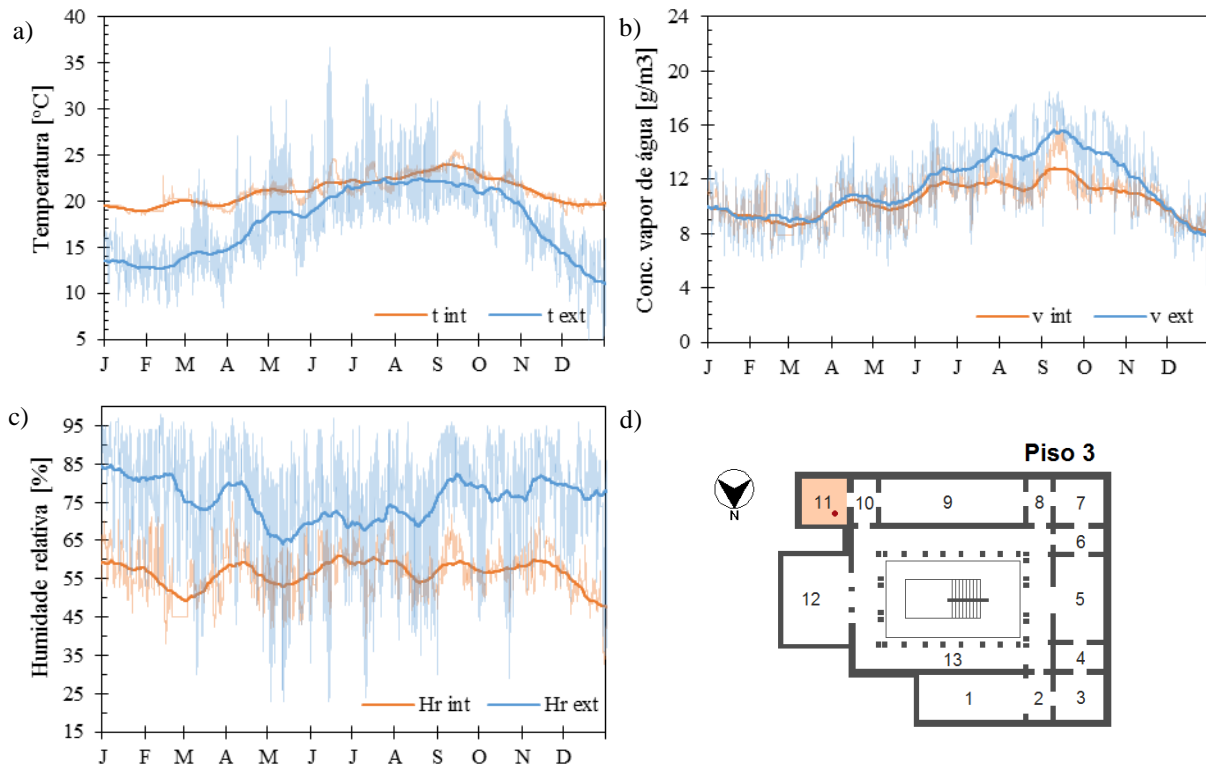 a)
Temperatura [°C]
40
35
30
25
20
15
10
5
J F M A M J J A S O N D
t int t ext
b)
Conc. vapor de água [g/m3]
24
20
16
12
8
4
0
J F M A M J J A S O N D
v int v ext
c)
Humidade relativa [%]
95
85
75
65
55
45
35
25
15
J F M A M J J A S O N D
Hr int Hr ext
d)
Piso 3
N
11 10 9 8 7
6
12 5
13 4
1 2 3